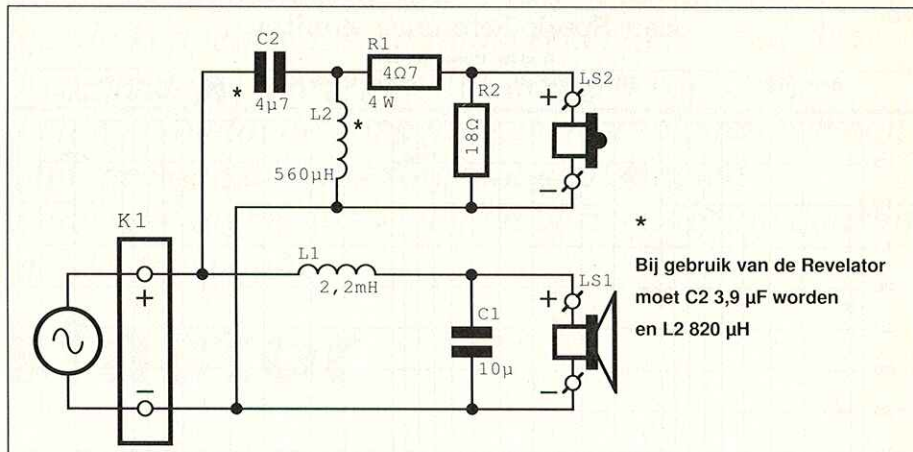 C2
4µ7
*
R1
4Ω7
4W
L2
*
560µH
R2
18Ω
LS2
+
−
K1
+
−
L1
2,2mH
C1
10µ
LS1
+
−
*
Bij gebruik van de Revelator
moet C2 3,9 µF worden
en L2 820 µH